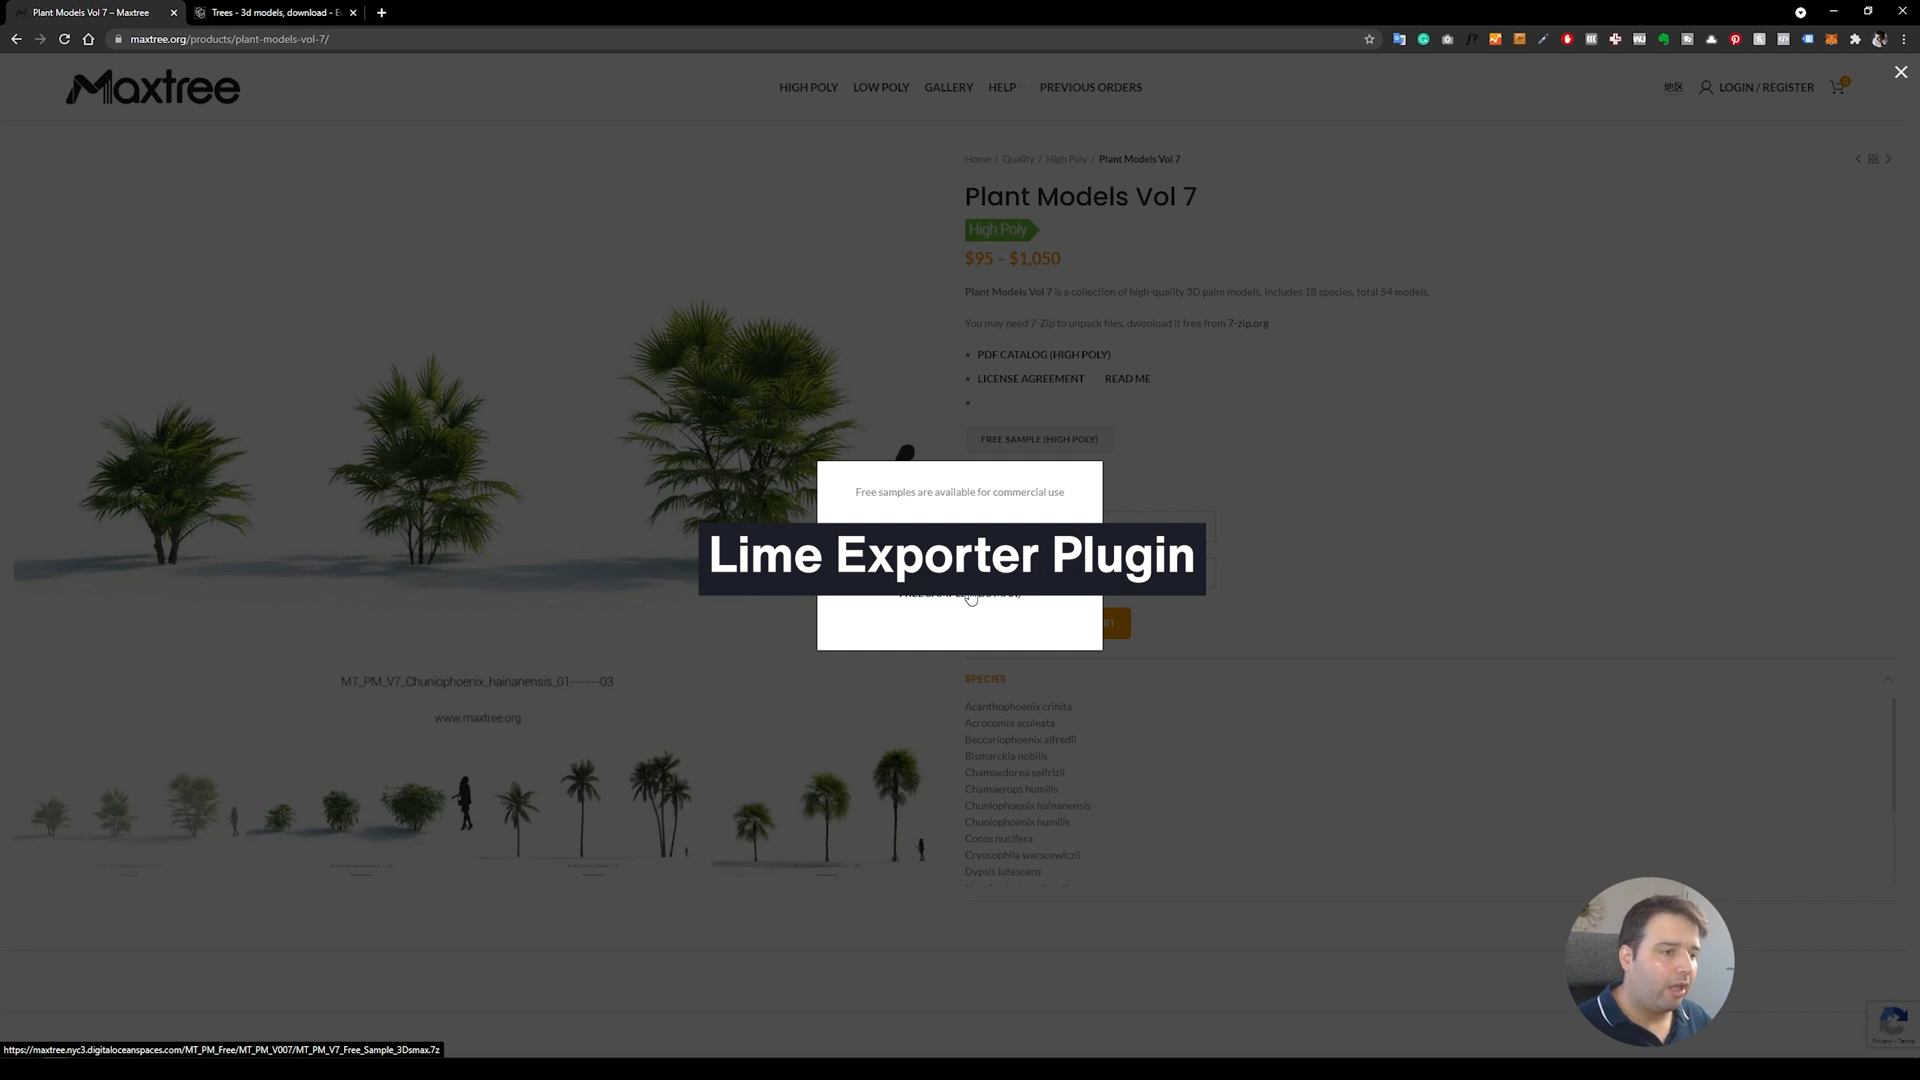 Plant Models Vol 7 – Maxtree
Trees - 3d models, download - Ev
maxtree.org/products/plant-models-vol-7/
Maxtree
HIGH POLY
LOW POLY
GALLERY
HELP
PREVIOUS ORDERS
地区
LOGIN / REGISTER
0
Home / Quality / High Poly / Plant Models Vol 7
Plant Models Vol 7
High Poly
$95 – $1,050
Plant Models Vol 7 is a collection of high-quality 3D palm models. Includes 18 species, total 54 models.
You may need 7-Zip to unpack files, dwonload it free from 7-zip.org
PDF CATALOG (HIGH POLY)
LICENSE AGREEMENT READ ME
FREE SAMPLE (HIGH POLY)
Free samples are available for commercial use
Lime Exporter Plugin
RT
MT_PM_V7_Chuniophoenix_hainanensis_01------03
www.maxtree.org
SPECIES
Acanthophoenix crinita
Acrocomia aculeata
Beccariophoenix alfredii
Bismarckia nobilis
Chamaedorea seifrizii
Chamaerops humilis
Chuniophoenix hainanensis
Chuniophoenix humilis
Cocos nucifera
Cryosophila warscewiczii
Dypsis lutescens
Privacy - Terms
https://maxtree.nyc3.digitaloceanspaces.com/MT_PM_Free/MT_PM_V007/MT_PM_V7_Free_Sample_3Dsmax.7z